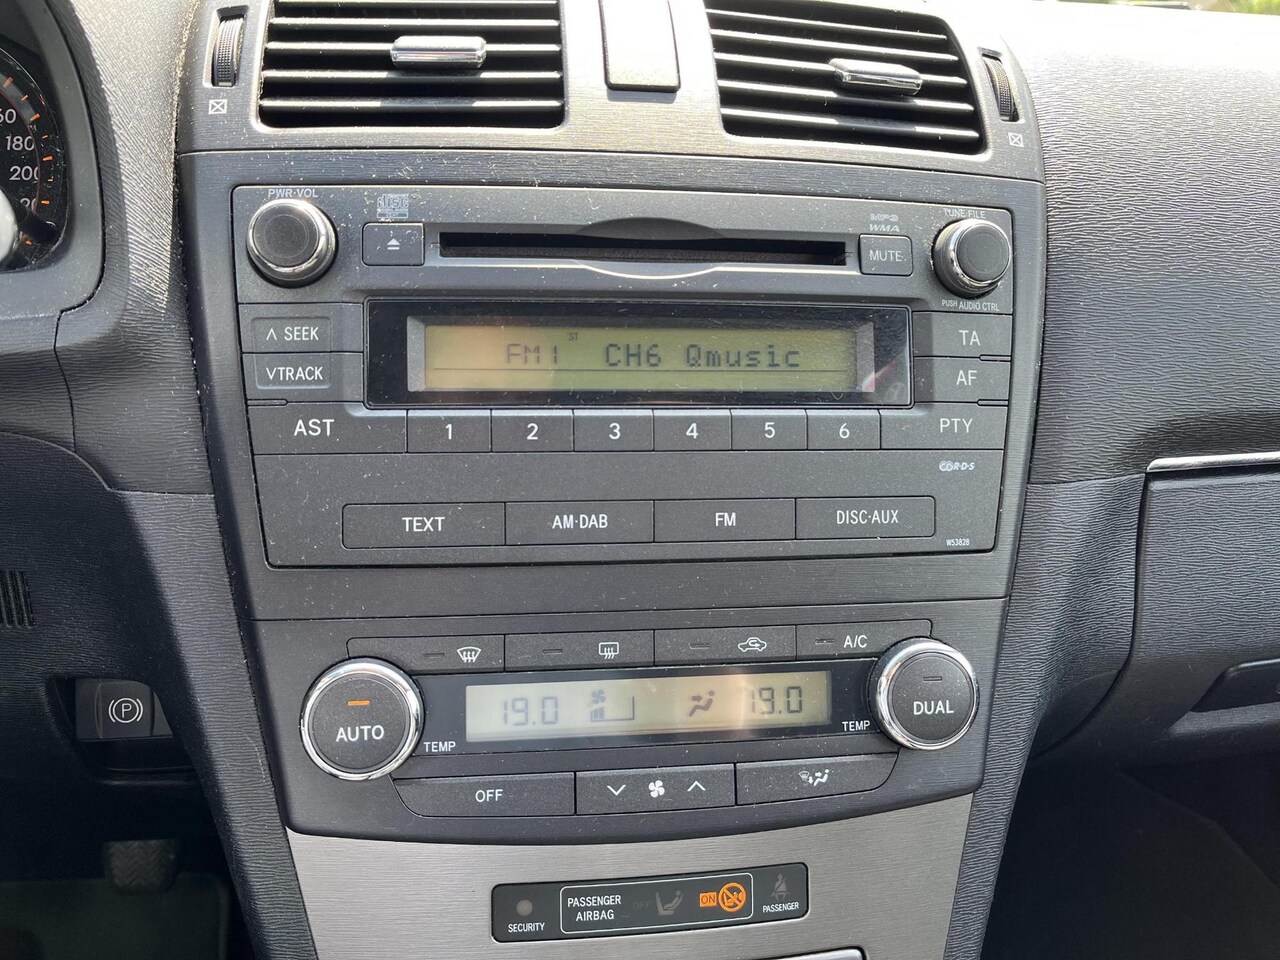 180
PWR·VOL
MP3
WMA
TUNE·FILE
MUTE
PUSH AUDIO CTRL
∧ SEEK
ST
FM1 CH6 Qmusic
TA
∨TRACK
AF
AST
1 2 3 4 5 6
PTY
R·D·S
TEXT
AM·DAB
FM
DISC·AUX
W53828
A/C
19.0
19.0
AUTO
TEMP
TEMP
DUAL
P
OFF
PASSENGER
AIRBAG
OFF
ON
SECURITY
PASSENGER